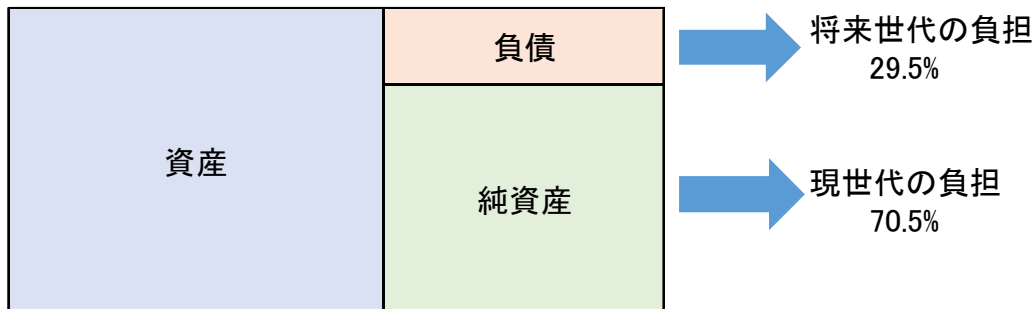 資産
負債
純資産
将来世代の負担
29.5%
現世代の負担
70.5%